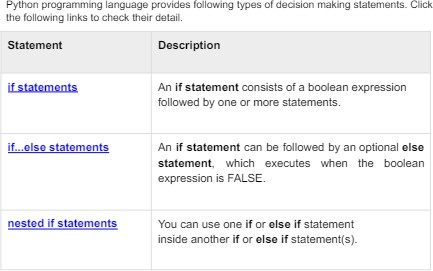 Python programming language provides following types of decision making statements. Click
the following links to check their detail.
Statement Description
if statements An if statement consists of a boolean expression
followed by one or more statements.
if...else statements An if statement can be followed by an optional else
statement, which executes when the boolean
expression is FALSE.
nested if statements You can use one if or else if statement
inside another if or else if statement(s).